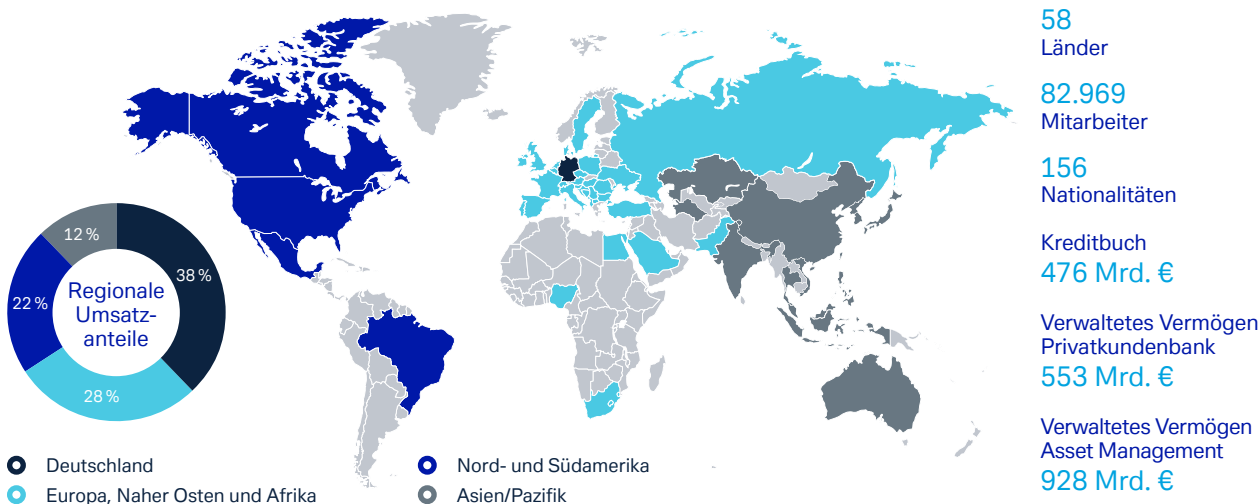 58
Länder
82.969
Mitarbeiter
156
Nationalitäten
Kreditbuch
476 Mrd. €
Verwaltetes Vermögen
Privatkundenbank
553 Mrd. €
Verwaltetes Vermögen
Asset Management
928 Mrd. €
12 %
38 %
22 %
28 %
Regionale
Umsatz-
anteile
Deutschland
Europa, Naher Osten und Afrika
Nord- und Südamerika
Asien/Pazifik